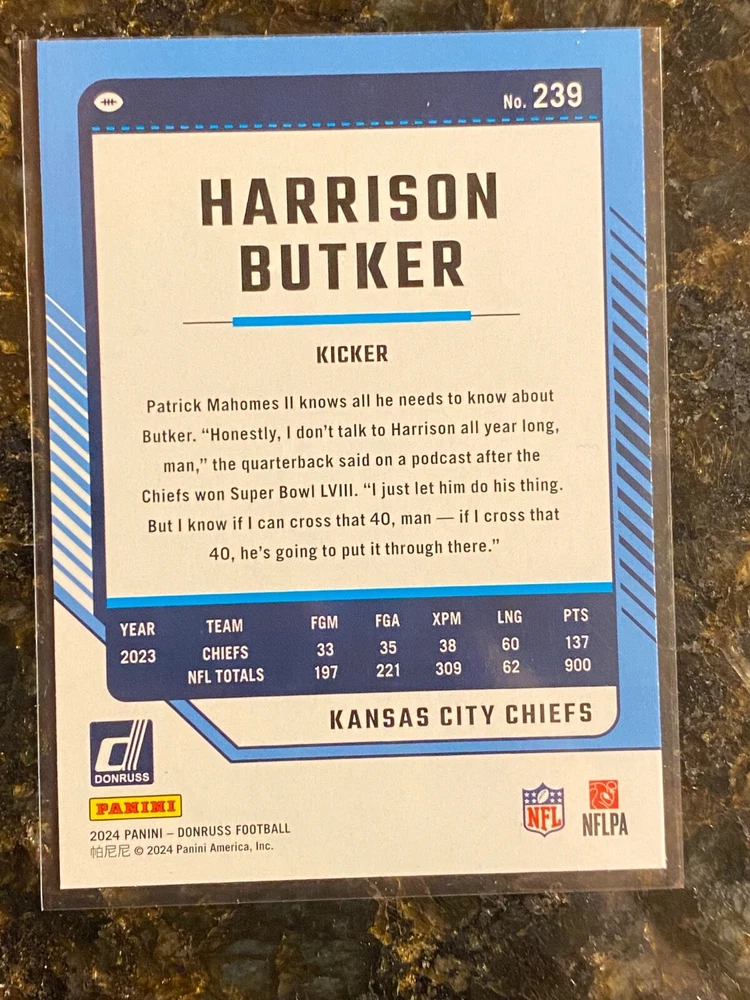 No. 239
HARRISON
BUTKER
KICKER
Patrick Mahomes II knows all he needs to know about
Butker. “Honestly, I don’t talk to Harrison all year long,
man,” the quarterback said on a podcast after the
Chiefs won Super Bowl LVIII. “I just let him do his thing.
But I know if I can cross that 40, man — if I cross that
40, he’s going to put it through there.”
YEAR TEAM FGM FGA XPM LNG PTS
2023 CHIEFS 33 35 38 60 137
NFL TOTALS 197 221 309 62 900
KANSAS CITY CHIEFS
d
DONRUSS
PANINI
2024 PANINI – DONRUSS FOOTBALL
帕尼尼 © 2024 Panini America, Inc.
NFL
NFLPA